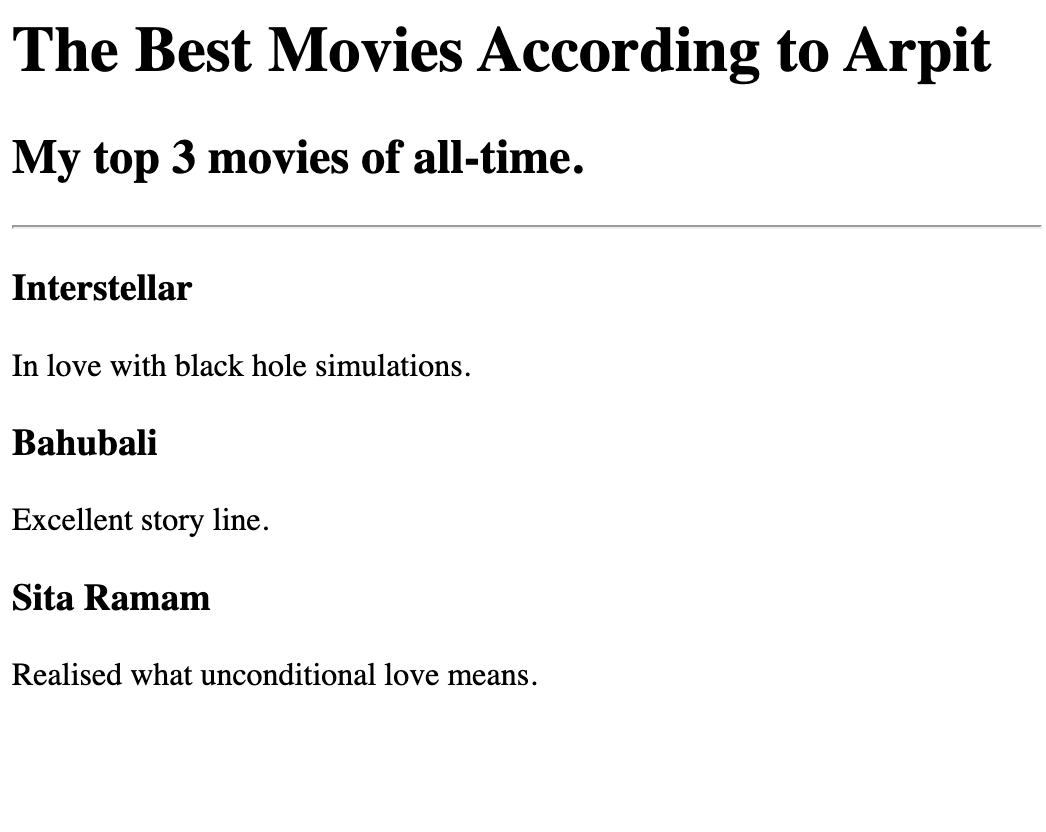 The Best Movies According to Arpit
My top 3 movies of all-time.
Interstellar
In love with black hole simulations.
Bahubali
Excellent story line.
Sita Ramam
Realised what unconditional love means.